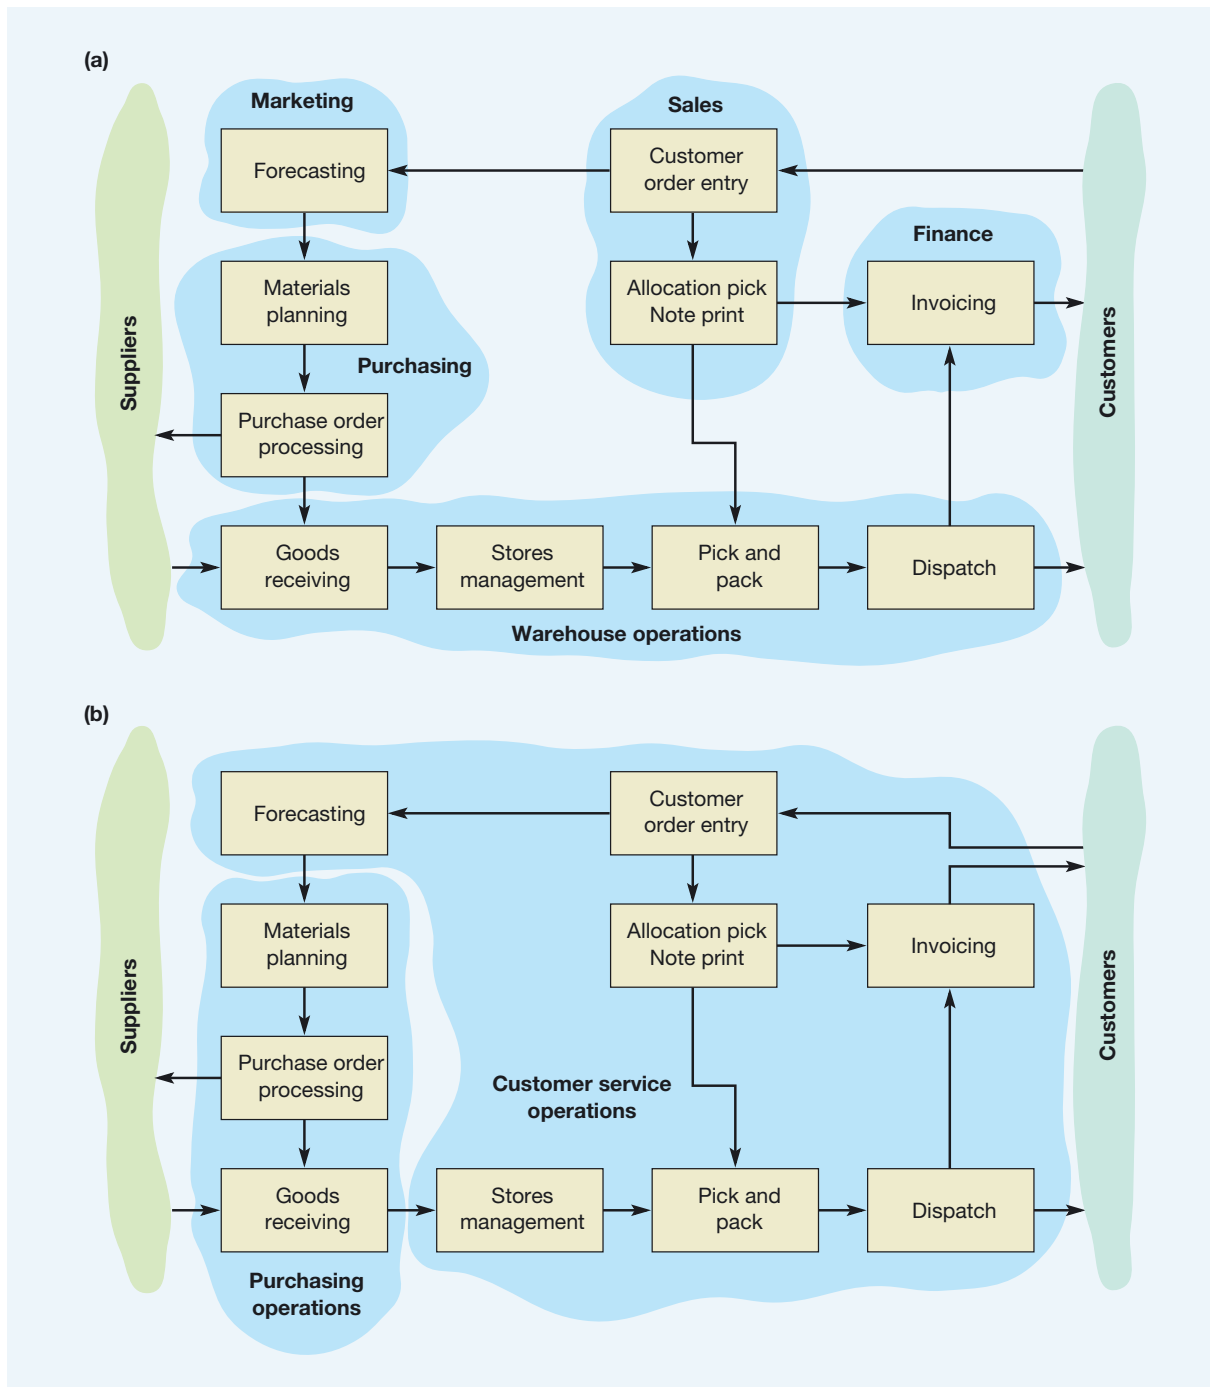 (a)
Marketing
Sales
Forecasting
Customer
order entry
Finance
Materials
planning
Allocation pick
Note print
Invoicing
Suppliers
Purchasing
Customers
Purchase order
processing
Goods
receiving
Stores
management
Pick and
pack
Dispatch
Warehouse operations
(b)
Forecasting
Customer
order entry
Materials
planning
Allocation pick
Note print
Invoicing
Suppliers
Customers
Purchase order
processing
Customer service
operations
Goods
receiving
Stores
management
Pick and
pack
Dispatch
Purchasing
operations